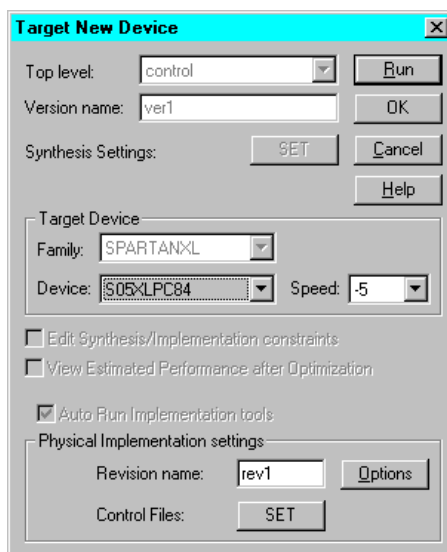 Target New Device
Top level: control Run
Version name: ver1 OK
Synthesis Settings: SET Cancel
Help
Target Device
Family: SPARTANXL
Device: S05XLPC84 Speed: -5
Edit Synthesis/Implementation constraints
View Estimated Performance after Optimization
Auto Run Implementation tools
Physical Implementation settings
Revision name: rev1 Options
Control Files: SET